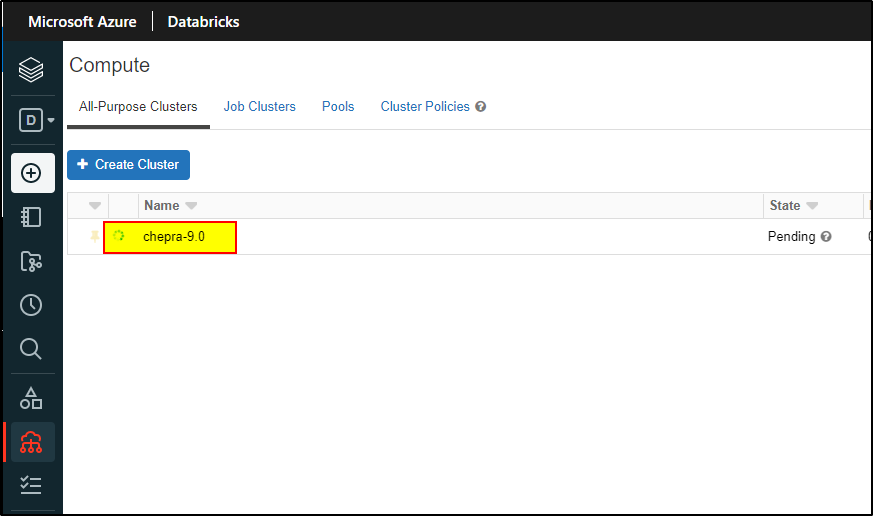 Microsoft Azure Databricks
Compute
D
All-Purpose Clusters Job Clusters Pools Cluster Policies ?
+ Create Cluster
Name State
chepra-9.0 Pending ?